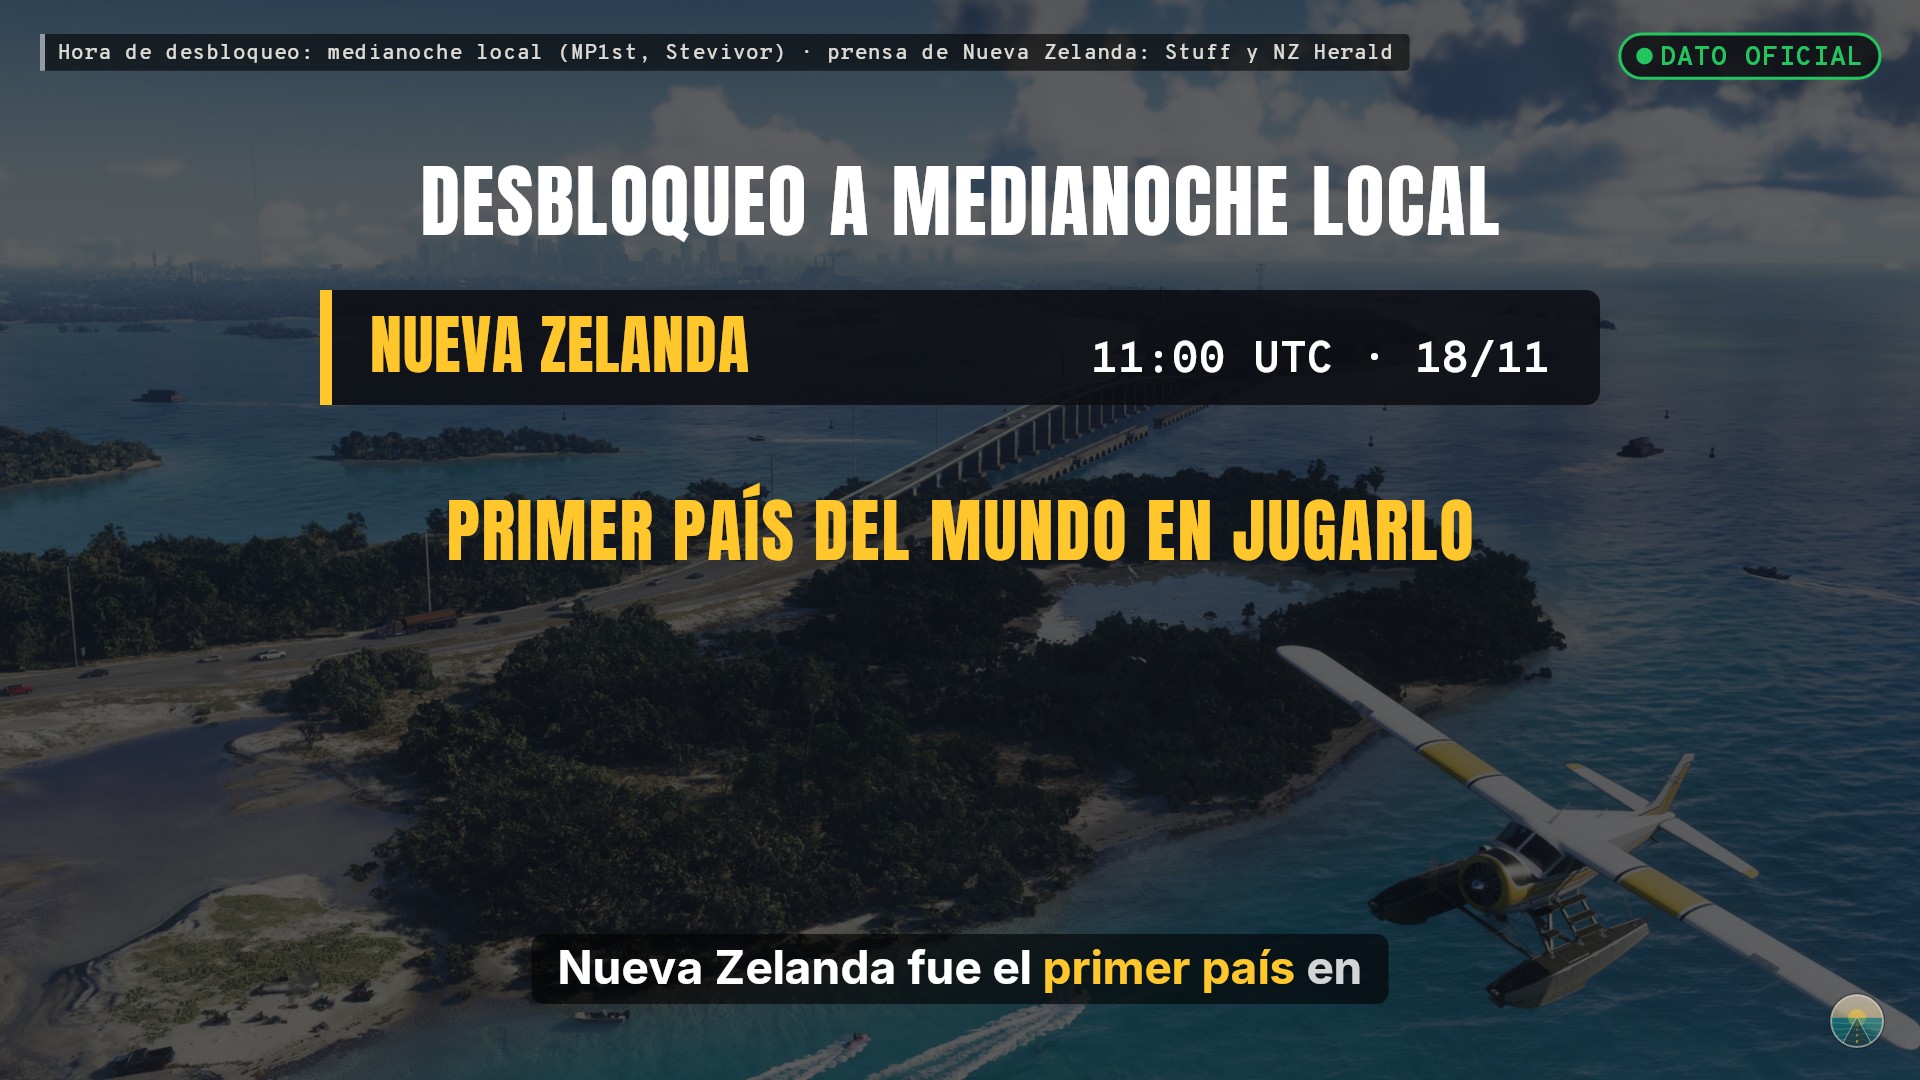 Hora de desbloqueo: medianoche local (MP1st, Stevivor) · prensa de Nueva Zelanda: Stuff y NZ Herald
DATO OFICIAL
DESBLOQUEO A MEDIANOCHE LOCAL
NUEVA ZELANDA
11:00 UTC · 18/11
PRIMER PAÍS DEL MUNDO EN JUGARLO
Nueva Zelanda fue el primer país en